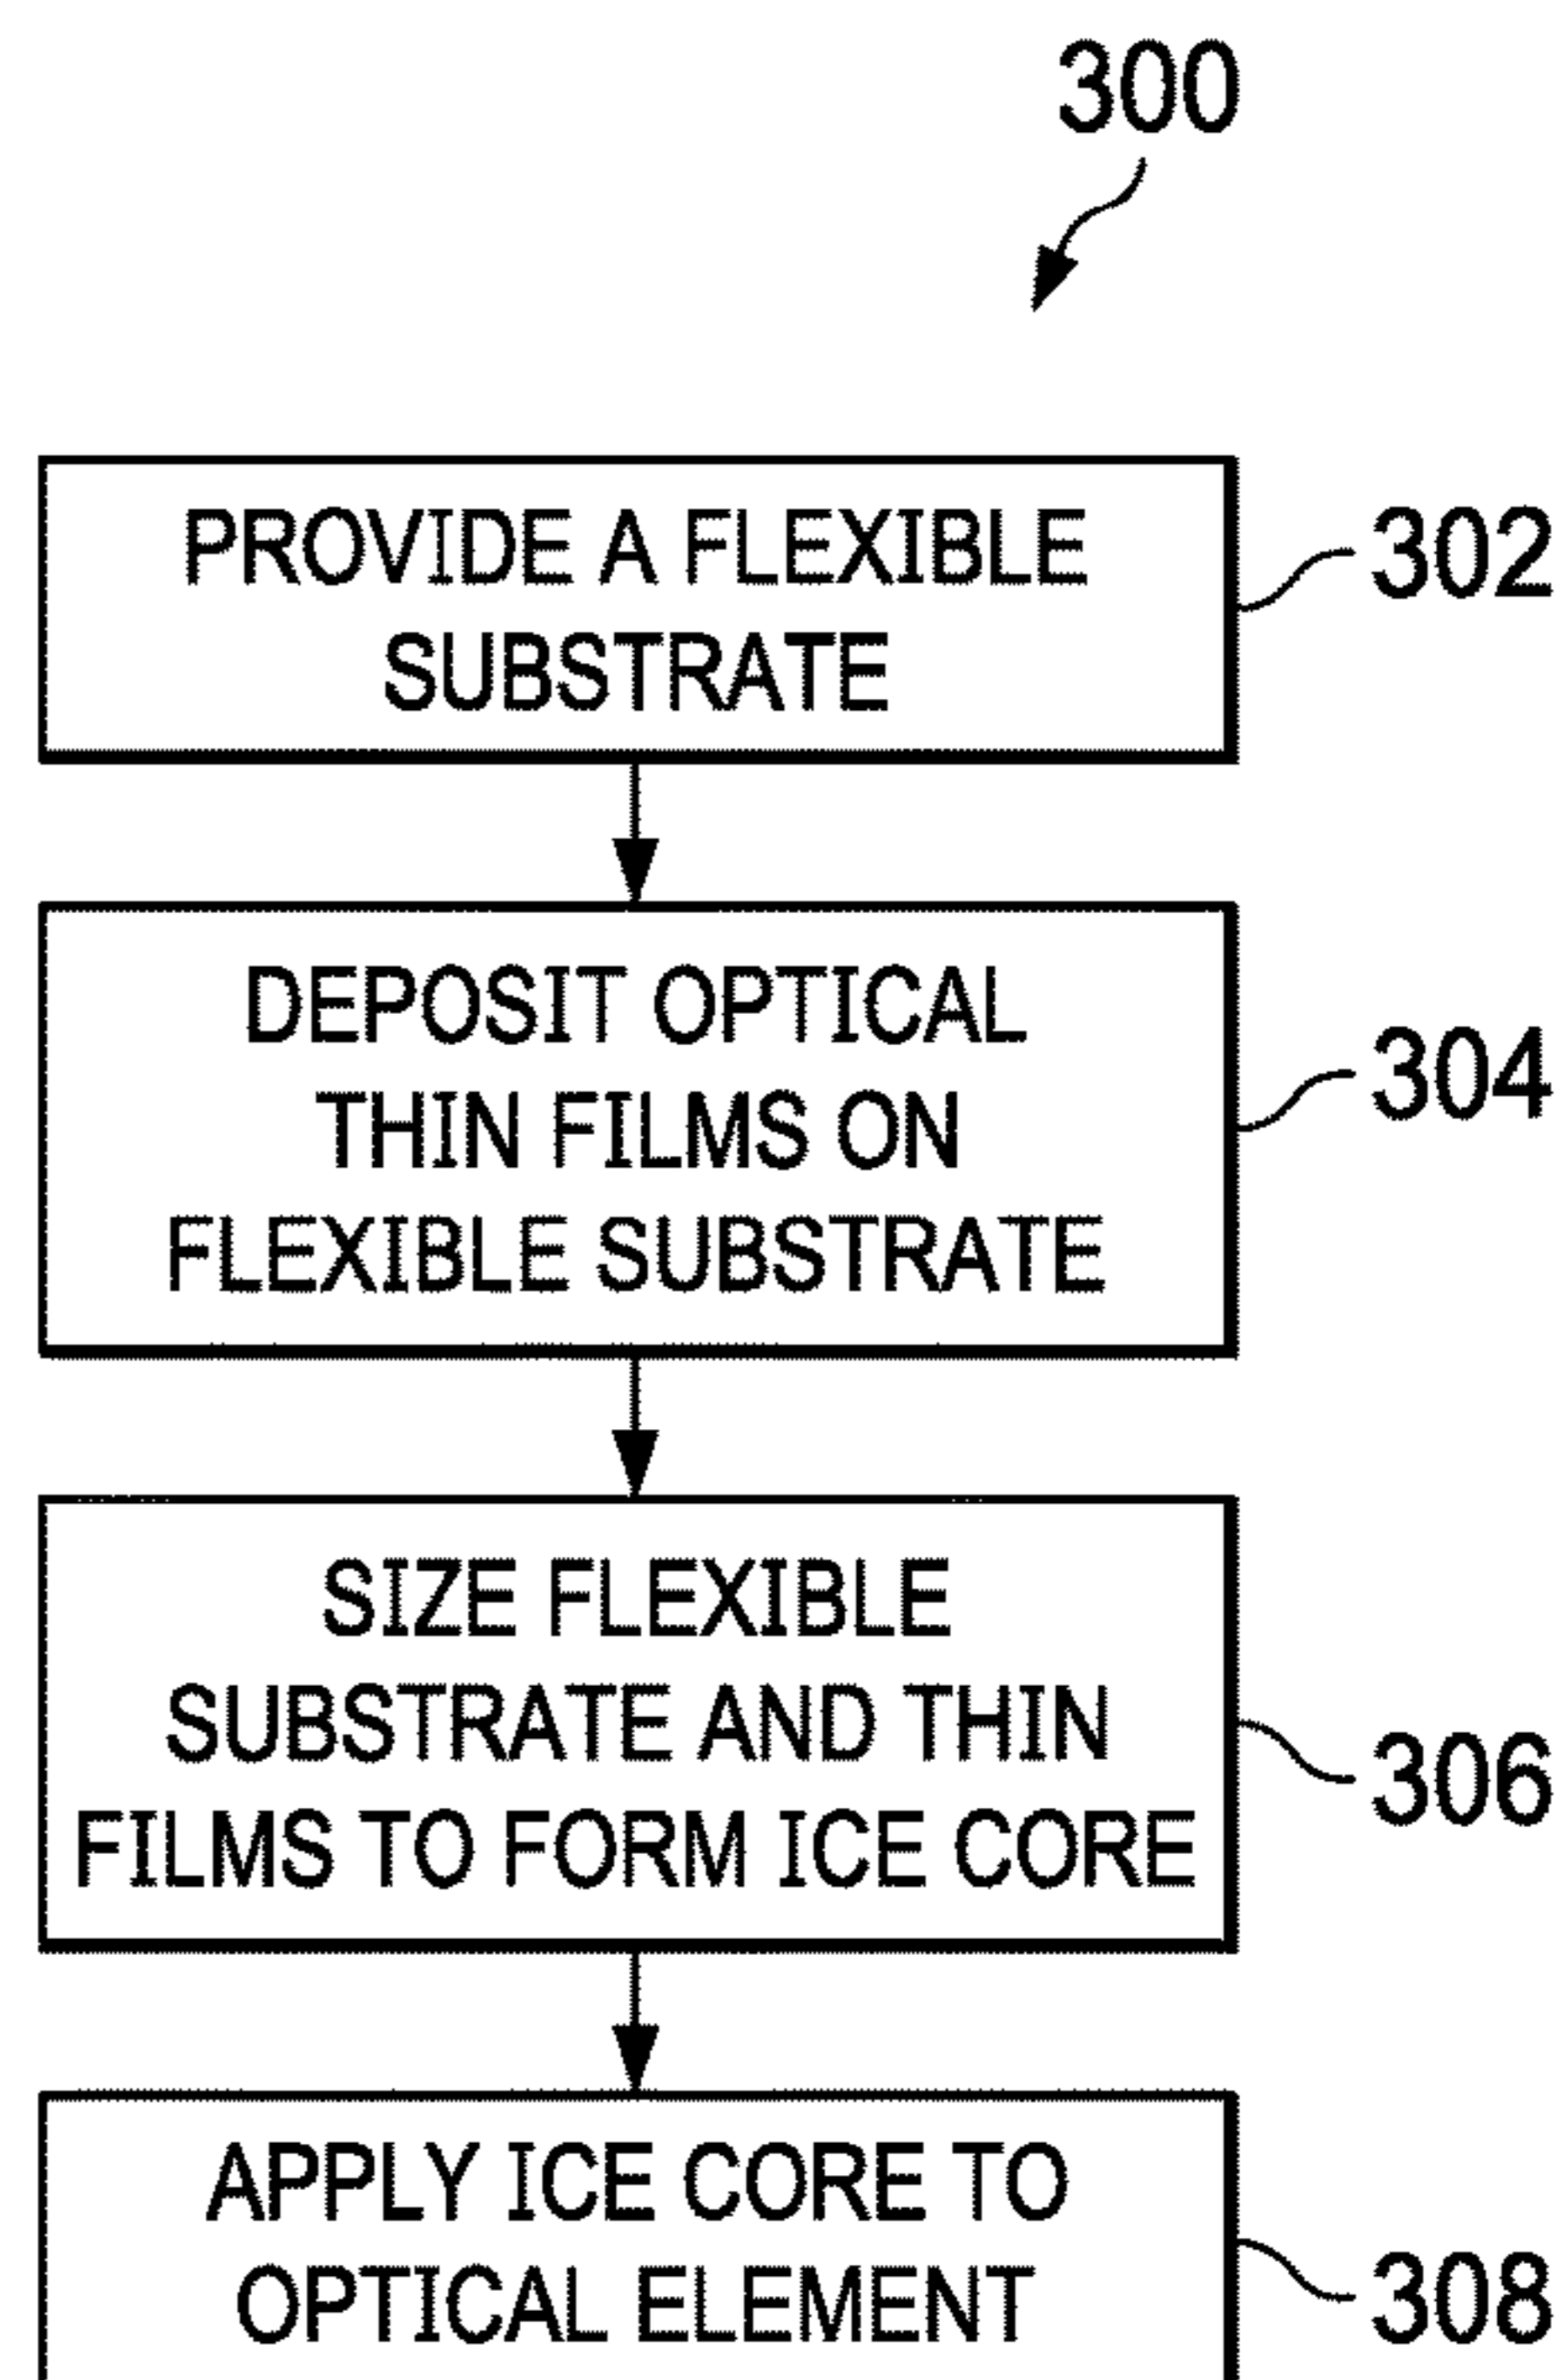 300
PROVIDE A FLEXIBLE
SUBSTRATE
302
DEPOSIT OPTICAL
THIN FILMS ON
FLEXIBLE SUBSTRATE
304
SIZE FLEXIBLE
SUBSTRATE AND THIN
FILMS TO FORM ICE CORE
306
APPLY ICE CORE TO
OPTICAL ELEMENT
308